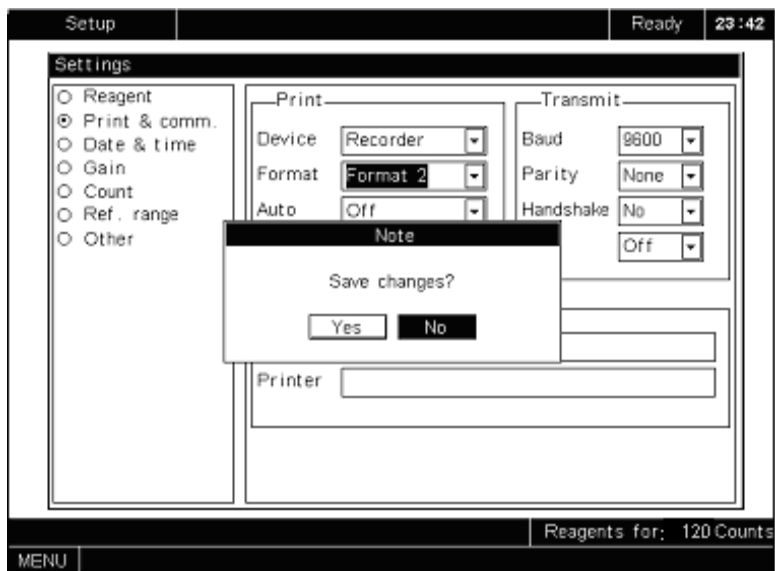 Setup Ready 23:42
Settings
Reagent
Print & comm.
Date & time
Gain
Count
Ref. range
Other
Print
Device Recorder
Format Format 2
Auto Off
Transmit
Baud 9600
Parity None
Handshake No
Off
Note
Save changes?
Yes No
Printer
Reagents for: 120 Counts
MENU